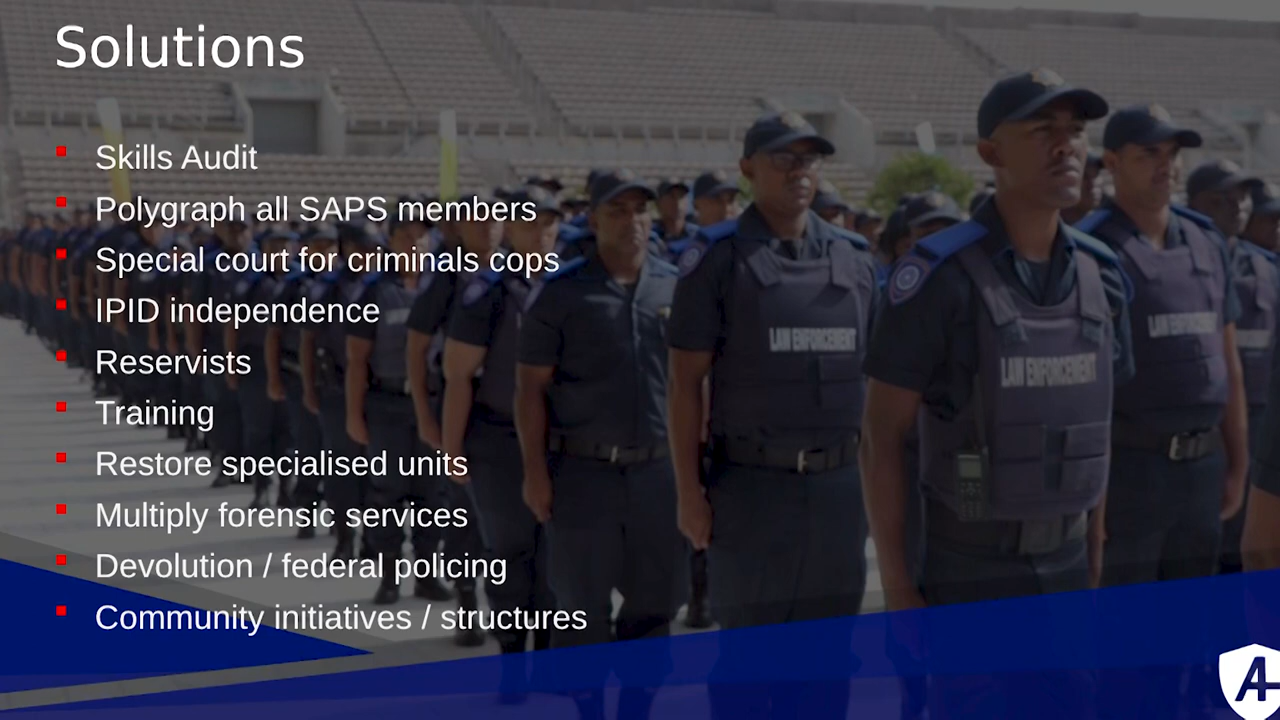 Solutions
Skills Audit
Polygraph all SAPS members
Special court for criminals cops
IPID independence
Reservists
Training
Restore specialised units
Multiply forensic services
Devolution / federal policing
Community initiatives / structures
LAW ENFORCEMENT
LAW ENFORCEMENT
LAW ENFORCEMENT
A